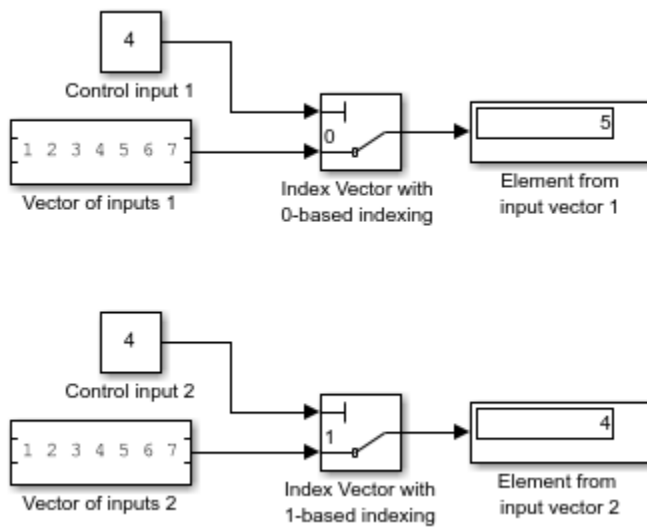 4
Control input 1
1 2 3 4 5 6 7
Vector of inputs 1
0
Index Vector with
0-based indexing
5
Element from
input vector 1
4
Control input 2
1 2 3 4 5 6 7
Vector of inputs 2
1
Index Vector with
1-based indexing
4
Element from
input vector 2